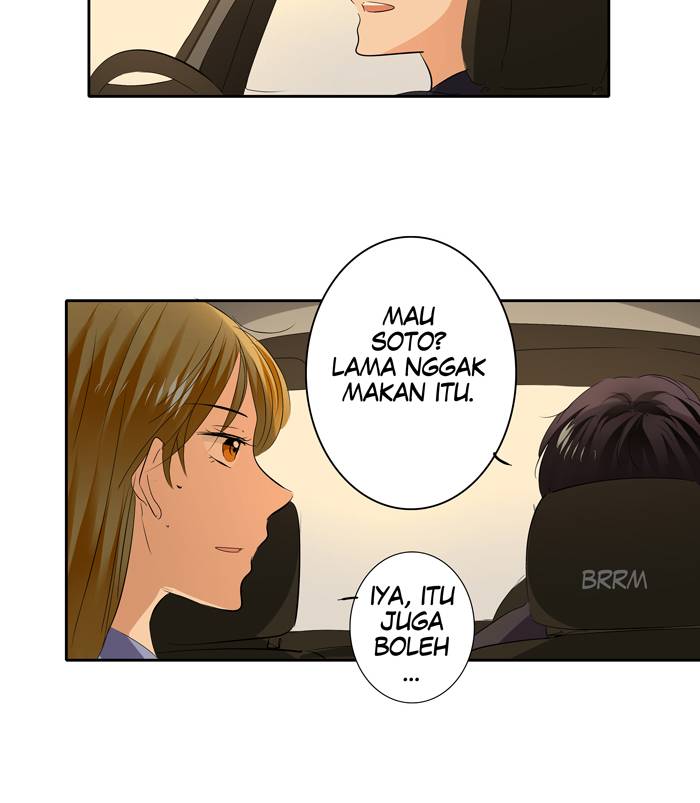 MAU
SOTO?
LAMA NGGAK
MAKAN ITU.
IYA, ITU
JUGA
BOLEH
...
BRRM